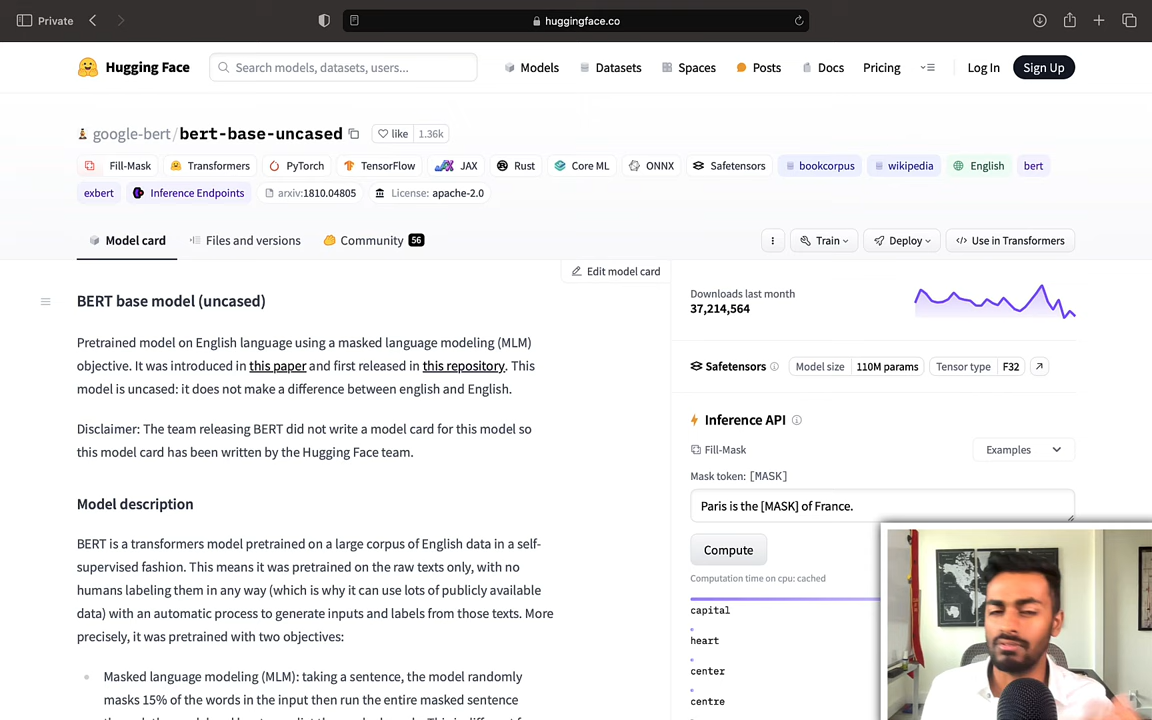 Private
huggingface.co
Hugging Face
Search models, datasets, users...
Models
Datasets
Spaces
Posts
Docs
Pricing
Log In
Sign Up
google-bert/bert-base-uncased
like 1.36k
Fill-Mask
Transformers
PyTorch
TensorFlow
JAX
Rust
Core ML
ONNX
Safetensors
bookcorpus
wikipedia
English
bert
exbert
Inference Endpoints
arxiv:1810.04805
License: apache-2.0
Model card
Files and versions
Community 56
Train
Deploy
Use in Transformers
Edit model card
BERT base model (uncased)
Pretrained model on English language using a masked language modeling (MLM)
objective. It was introduced in this paper and first released in this repository. This
model is uncased: it does not make a difference between english and English.
Disclaimer: The team releasing BERT did not write a model card for this model so
this model card has been written by the Hugging Face team.
Model description
BERT is a transformers model pretrained on a large corpus of English data in a self-
supervised fashion. This means it was pretrained on the raw texts only, with no
humans labeling them in any way (which is why it can use lots of publicly available
data) with an automatic process to generate inputs and labels from those texts. More
precisely, it was pretrained with two objectives:
Masked language modeling (MLM): taking a sentence, the model randomly
masks 15% of the words in the input then run the entire masked sentence
Downloads last month
37,214,564
Safetensors
Model size 110M params
Tensor type F32
Inference API
Fill-Mask
Examples
Mask token: [MASK]
Paris is the [MASK] of France.
Compute
Computation time on cpu: cached
capital
heart
center
centre